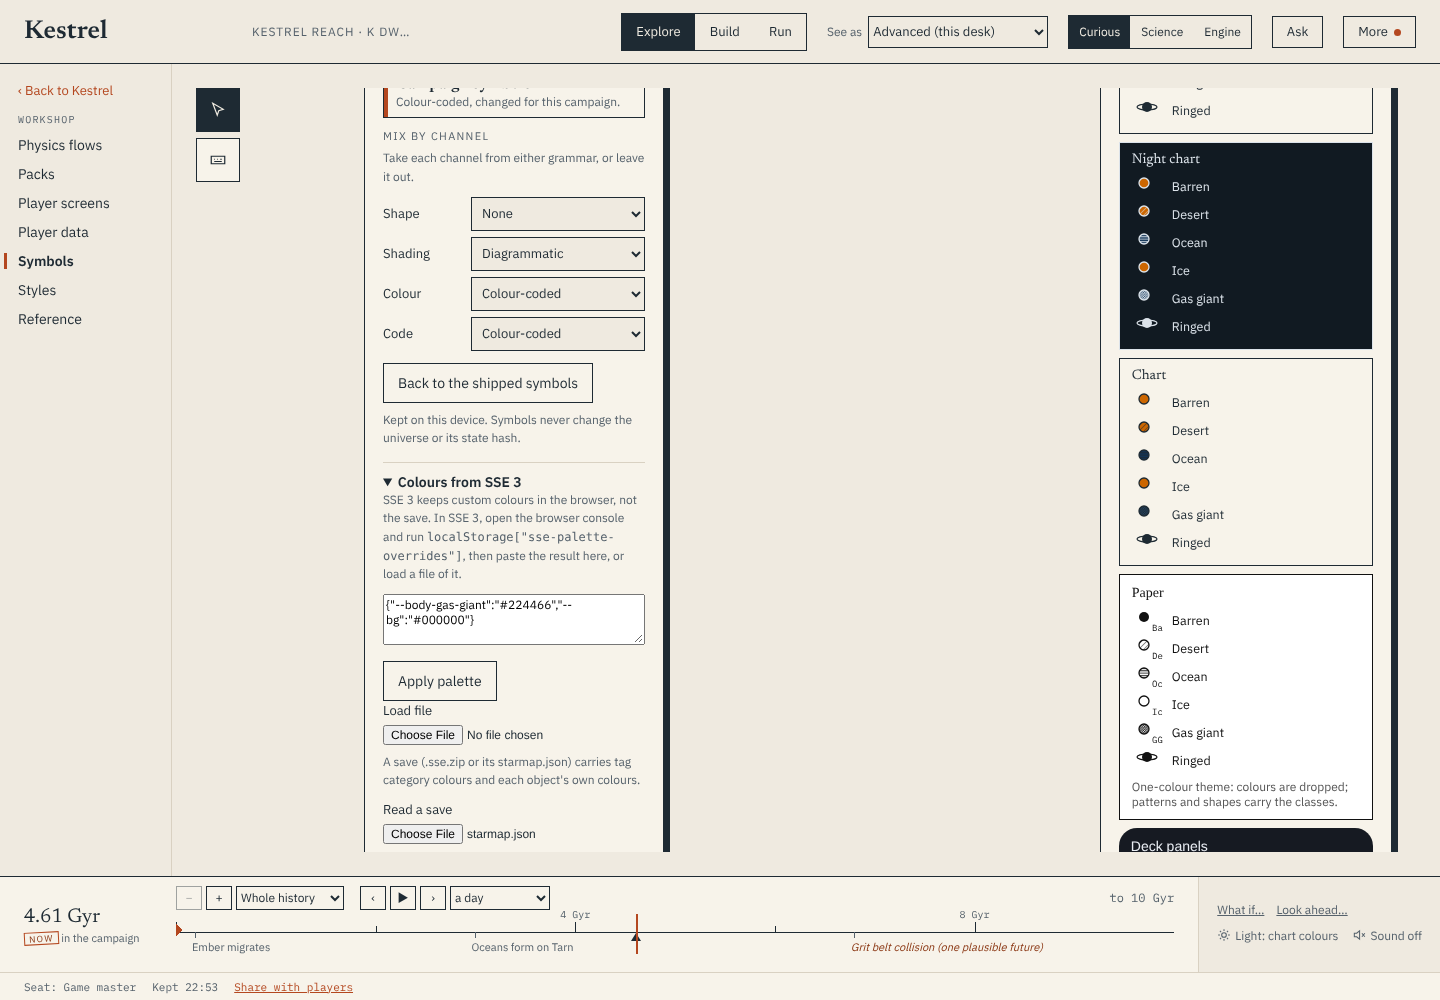 Kestrel
KESTREL REACH · K DW…
Explore
Build
Run
See as
Advanced (this desk)
Curious
Science
Engine
Ask
More
‹ Back to Kestrel
WORKSHOP
Physics flows
Packs
Player screens
Player data
Symbols
Styles
Reference
Colour-coded, changed for this campaign.
MIX BY CHANNEL
Take each channel from either grammar, or leave
it out.
Shape
None
Shading
Diagrammatic
Colour
Colour-coded
Code
Colour-coded
Back to the shipped symbols
Kept on this device. Symbols never change the
universe or its state hash.
▼ Colours from SSE 3
SSE 3 keeps custom colours in the browser, not
the save. In SSE 3, open the browser console
and run localStorage["sse-palette-
overrides"], then paste the result here, or
load a file of it.
{"--body-gas-giant":"#224466","--
bg":"#000000"}
Apply palette
Load file
Choose File No file chosen
A save (.sse.zip or its starmap.json) carries tag
category colours and each object's own colours.
Read a save
Choose File starmap.json
Ringed
Night chart
Barren
Desert
Ocean
Ice
Gas giant
Ringed
Chart
Barren
Desert
Ocean
Ice
Gas giant
Ringed
Paper
Ba Barren
De Desert
Oc Ocean
Ic Ice
GG Gas giant
Ringed
One-colour theme: colours are dropped;
patterns and shapes carry the classes.
Deck panels
4.61 Gyr
NOW in the campaign
− + Whole history
‹ ▶ › a day
to 10 Gyr
4 Gyr
8 Gyr
Ember migrates
Oceans form on Tarn
Grit belt collision (one plausible future)
What if…
Look ahead…
Light: chart colours
Sound off
Seat: Game master
Kept 22:53
Share with players